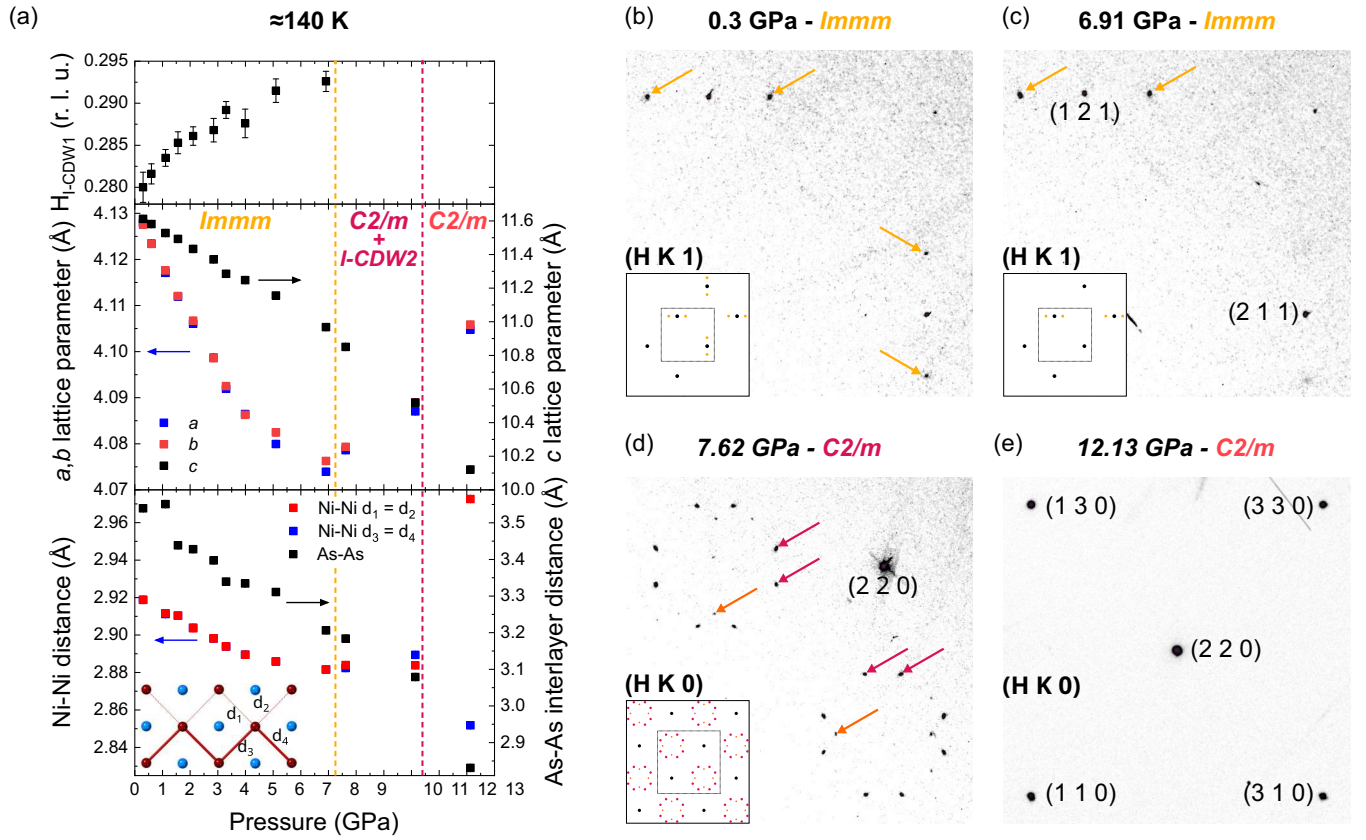 (a)
≈140 K
H_I-CDW1 (r. l. u.)
0.295
0.290
0.285
0.280
a,b lattice parameter (Å)
4.13
4.12
4.11
4.10
4.09
4.08
4.07
Immm
C2/m
+
I-CDW2
C2/m
a
b
c
11.6
11.4
11.2
11.0
10.8
10.6
10.4
10.2
10.0
c lattice parameter (Å)
Ni-Ni distance (Å)
2.96
2.94
2.92
2.90
2.88
2.86
2.84
Ni-Ni d₁ = d₂
Ni-Ni d₃ = d₄
As-As
d₁
d₂
d₃
d₄
3.5
3.4
3.3
3.2
3.1
3.0
2.9
As-As interlayer distance (Å)
0 1 2 3 4 5 6 7 8 9 10 11 12 13
Pressure (GPa)
(b)
0.3 GPa - Immm
(H K 1)
(c)
6.91 GPa - Immm
(1 2 1)
(H K 1)
(2 1 1)
(d)
7.62 GPa - C2/m
(2 2 0)
(H K 0)
(e)
12.13 GPa - C2/m
(1 3 0)
(3 3 0)
(2 2 0)
(H K 0)
(1 1 0)
(3 1 0)